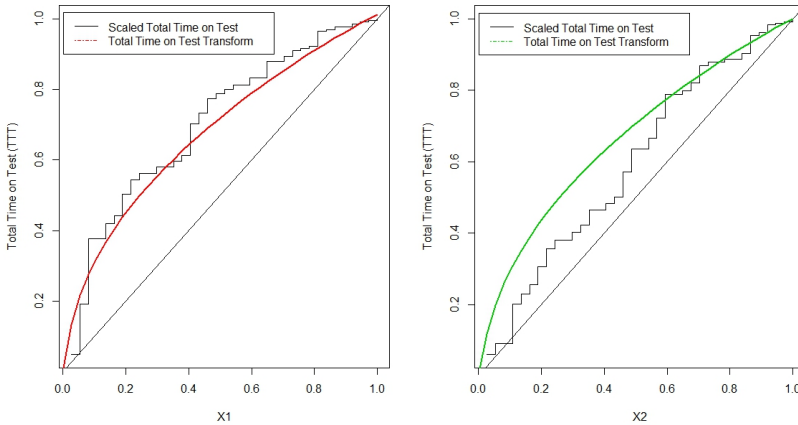 Scaled Total Time on Test
Total Time on Test Transform
Total Time on Test (TTT)
1.0
0.8
0.6
0.4
0.2
0.0 0.2 0.4 0.6 0.8 1.0
X1
Scaled Total Time on Test
Total Time on Test Transform
Total Time on Test (TTT)
1.0
0.8
0.6
0.4
0.2
0.0 0.2 0.4 0.6 0.8 1.0
X2